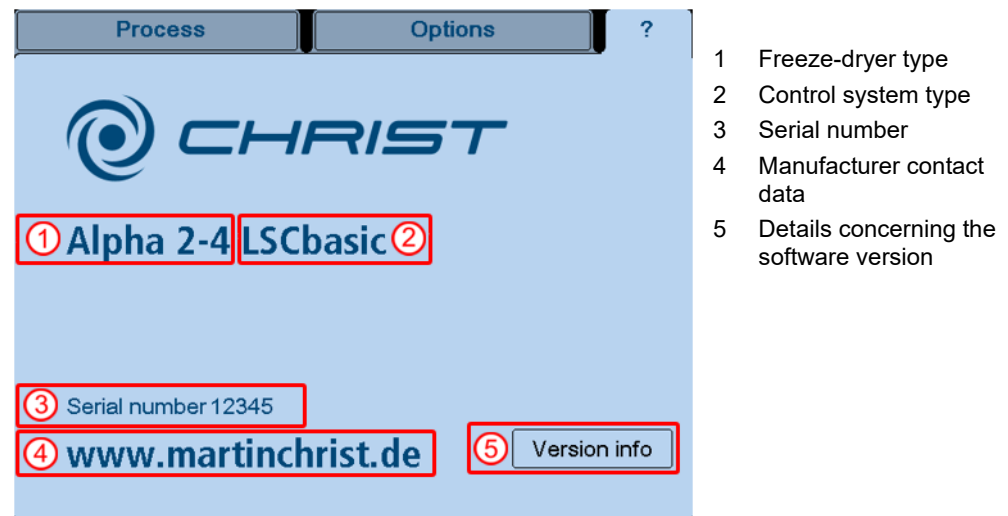 Process
Options
?
CHRIST
1 Alpha 2-4 LSCbasic 2
3 Serial number 12345
4 www.martinchrist.de
5 Version info
1 Freeze-dryer type
2 Control system type
3 Serial number
4 Manufacturer contact
data
5 Details concerning the
software version